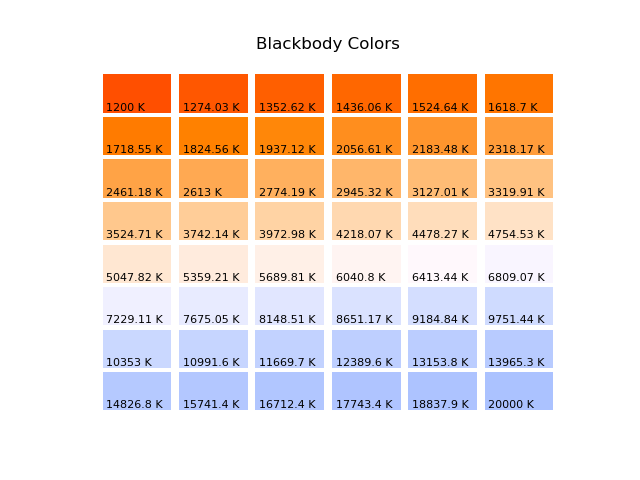 Blackbody Colors
1200 K 1274.03 K 1352.62 K 1436.06 K 1524.64 K 1618.7 K
1718.55 K 1824.56 K 1937.12 K 2056.61 K 2183.48 K 2318.17 K
2461.18 K 2613 K 2774.19 K 2945.32 K 3127.01 K 3319.91 K
3524.71 K 3742.14 K 3972.98 K 4218.07 K 4478.27 K 4754.53 K
5047.82 K 5359.21 K 5689.81 K 6040.8 K 6413.44 K 6809.07 K
7229.11 K 7675.05 K 8148.51 K 8651.17 K 9184.84 K 9751.44 K
10353 K 10991.6 K 11669.7 K 12389.6 K 13153.8 K 13965.3 K
14826.8 K 15741.4 K 16712.4 K 17743.4 K 18837.9 K 20000 K